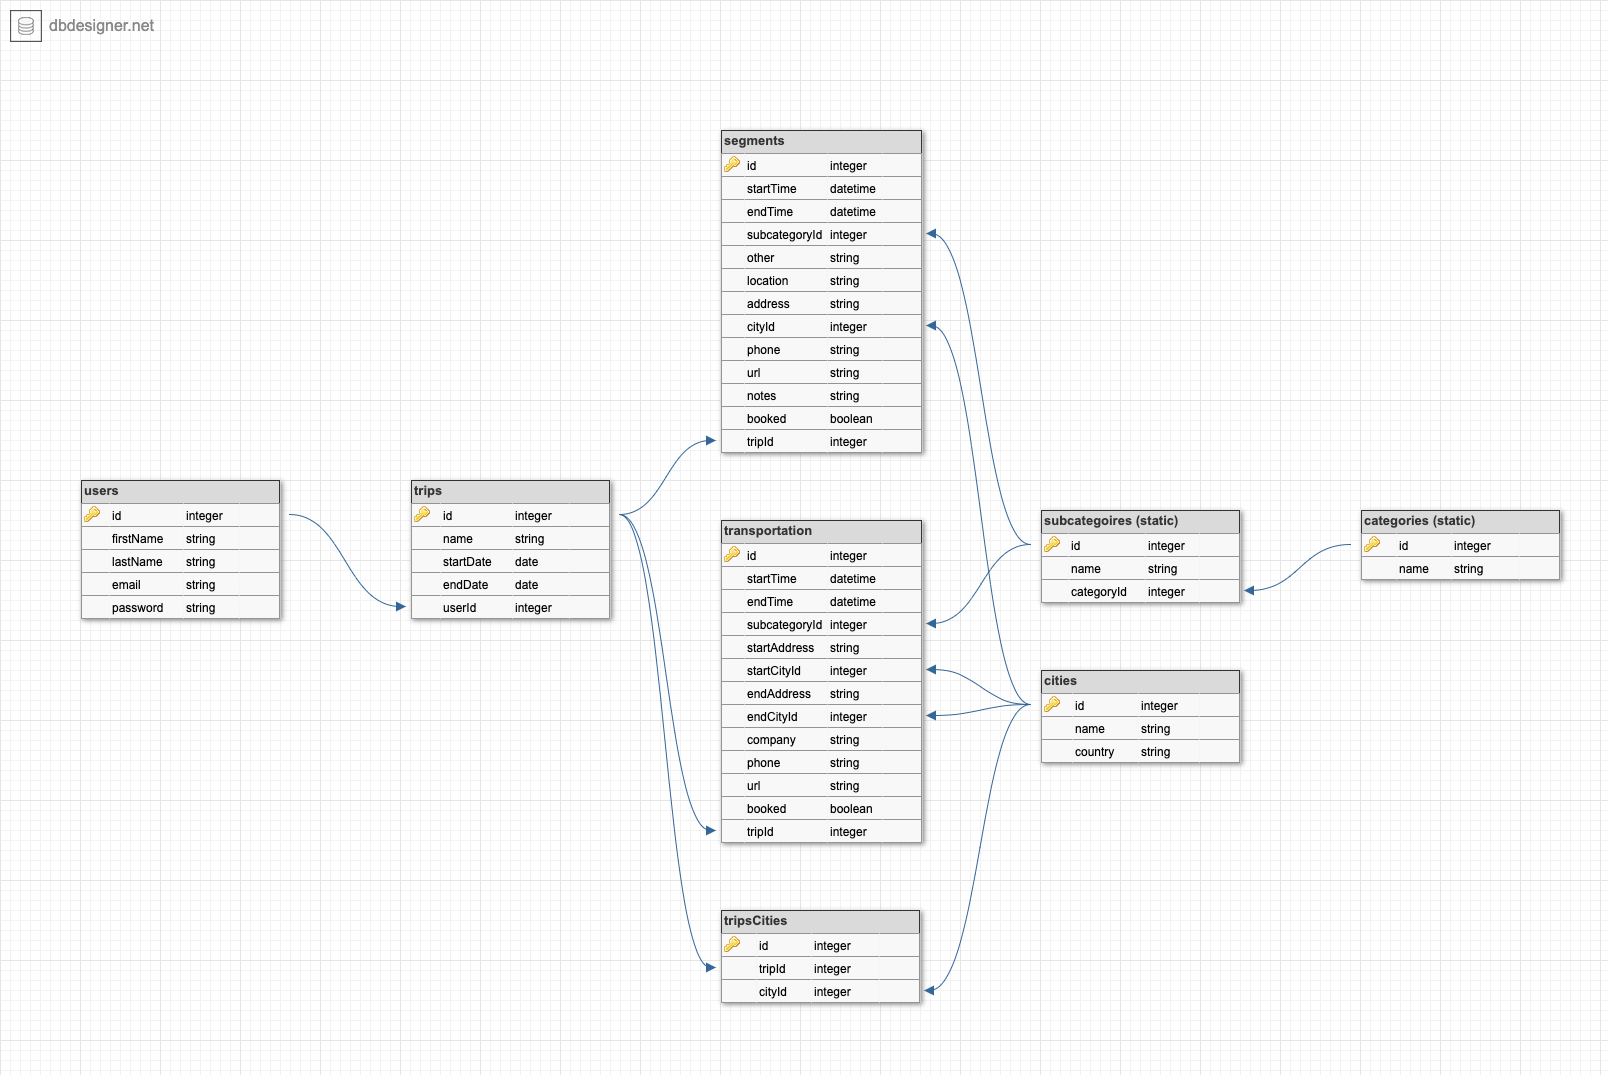 dbdesigner.net
segments
id integer
startTime datetime
endTime datetime
subcategoryId integer
other string
location string
address string
cityId integer
phone string
url string
notes string
booked boolean
tripId integer
users
id integer
firstName string
lastName string
email string
password string
trips
id integer
name string
startDate date
endDate date
userId integer
transportation
id integer
startTime datetime
endTime datetime
subcategoryId integer
startAddress string
startCityId integer
endAddress string
endCityId integer
company string
phone string
url string
booked boolean
tripId integer
subcategoires (static)
id integer
name string
categoryId integer
categories (static)
id integer
name string
cities
id integer
name string
country string
tripsCities
id integer
tripId integer
cityId integer